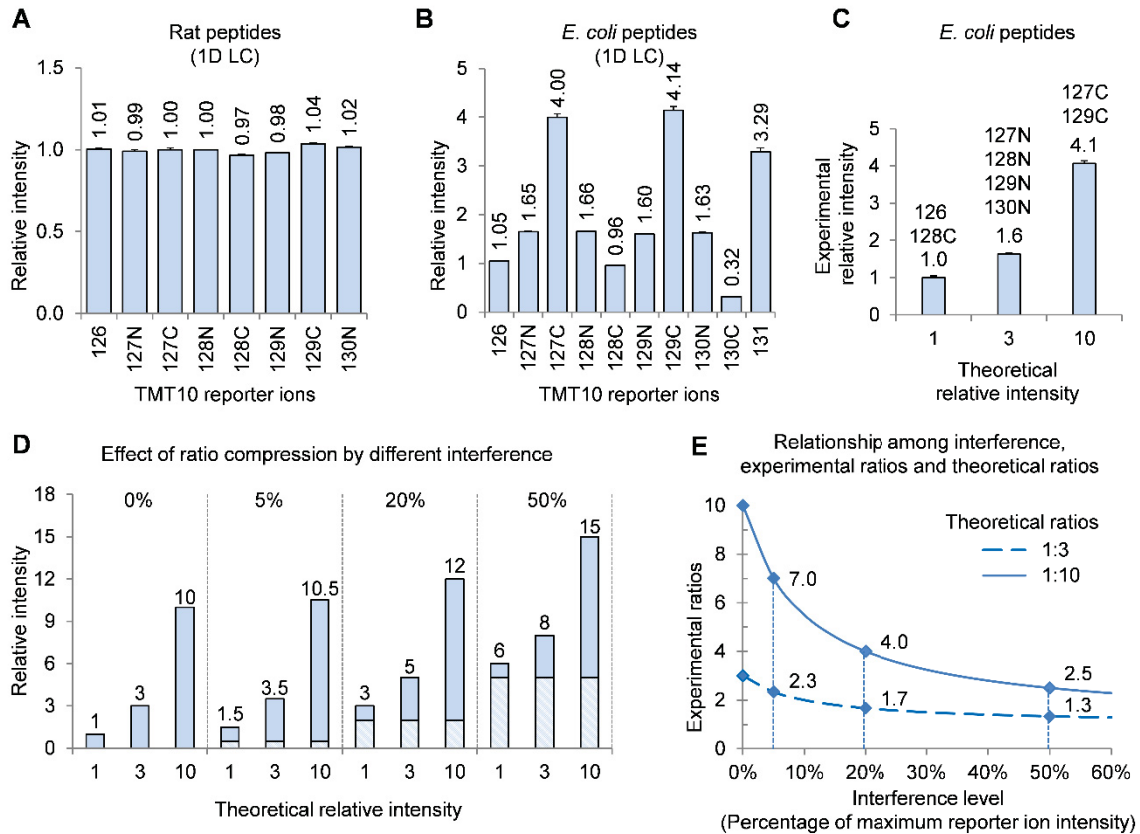 A
Rat peptides
(1D LC)
Relative intensity
1.5
1.0
0.5
0.0
1.01
0.99
1.00
1.00
0.97
0.98
1.04
1.02
126
127N
127C
128N
128C
129N
129C
130N
TMT10 reporter ions
B
E. coli peptides
(1D LC)
Relative intensity
5
4
3
2
1
0
1.05
1.65
4.00
1.66
0.96
1.60
4.14
1.63
0.32
3.29
126
127N
127C
128N
128C
129N
129C
130N
130C
131
TMT10 reporter ions
C
E. coli peptides
Experimental
relative intensity
5
4
3
2
1
0
126
128C
1.0
127N
128N
129N
130N
1.6
127C
129C
4.1
1
3
10
Theoretical
relative intensity
D
Effect of ratio compression by different interference
Relative intensity
18
15
12
9
6
3
0
0%
5%
20%
50%
1
3
10
1.5
3.5
10.5
3
5
12
6
8
15
1
3
10
1
3
10
1
3
10
1
3
10
Theoretical relative intensity
E
Relationship among interference,
experimental ratios and theoretical ratios
Experimental ratios
10
8
6
4
2
0
Theoretical ratios
1:3
1:10
7.0
4.0
2.5
2.3
1.7
1.3
0%
10%
20%
30%
40%
50%
60%
Interference level
(Percentage of maximum reporter ion intensity)